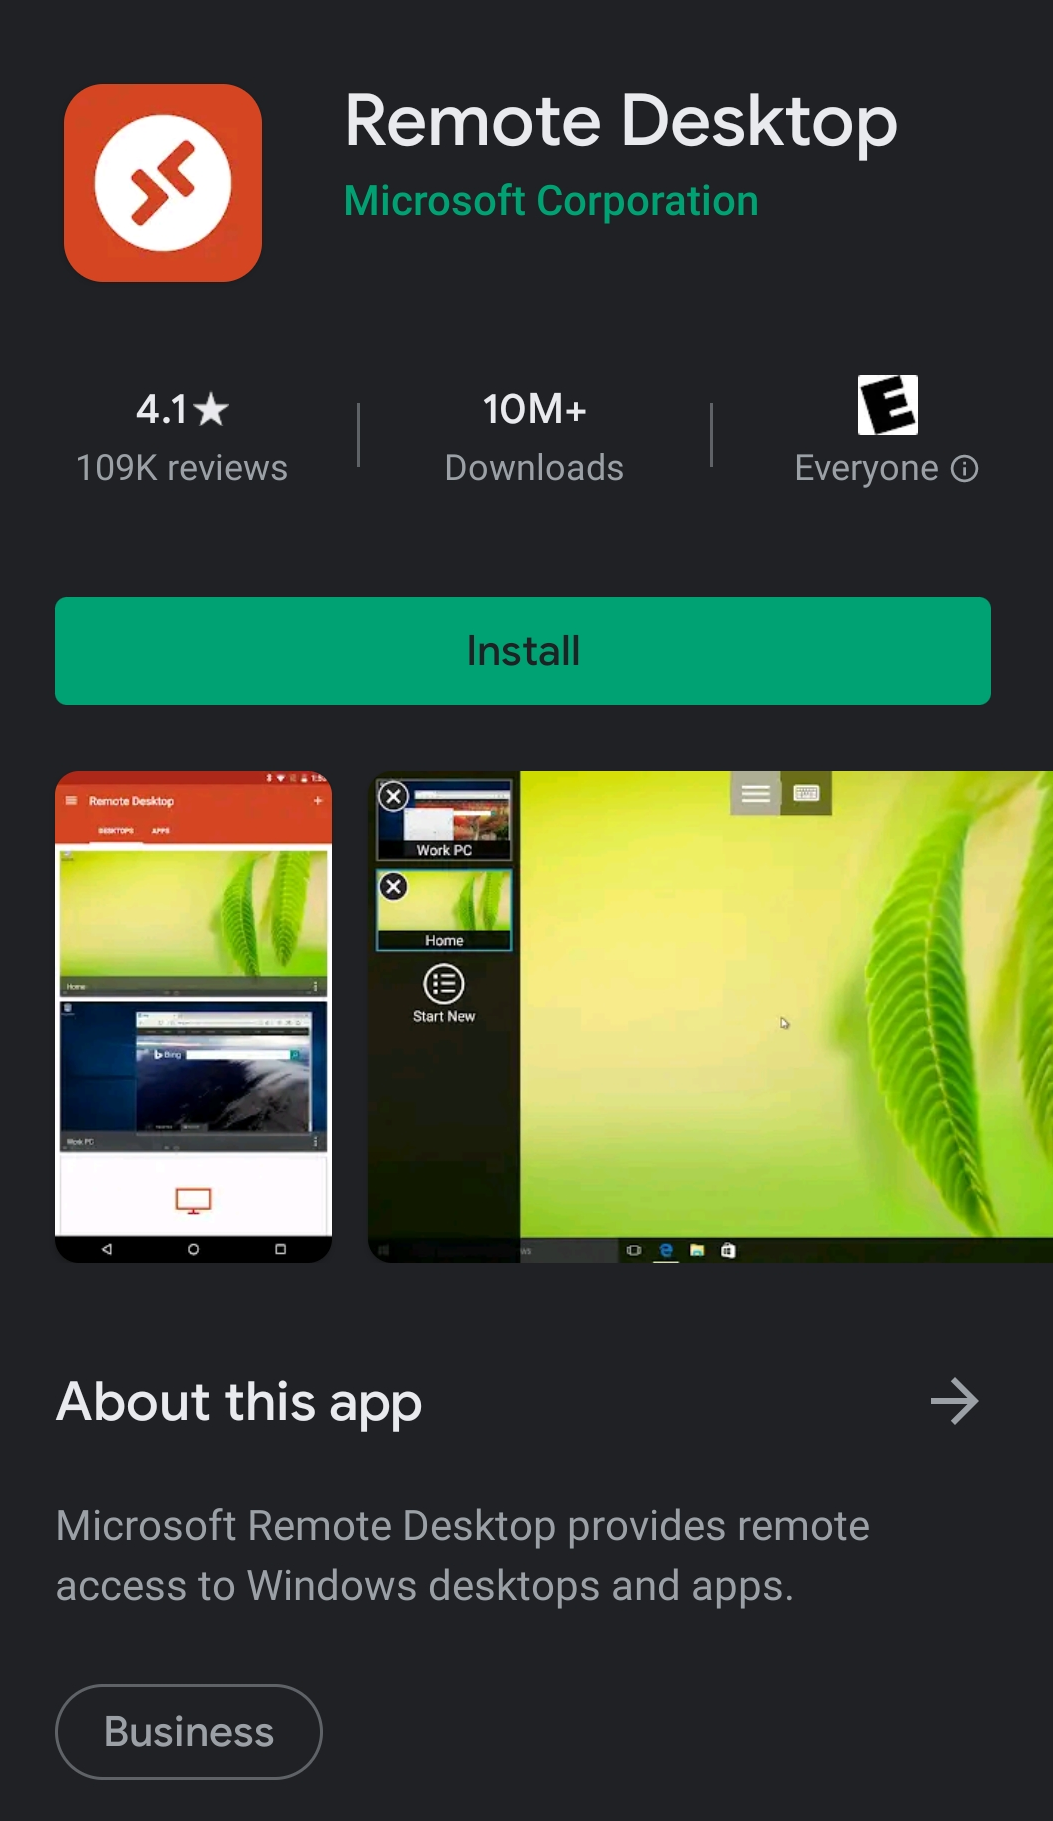 Remote Desktop
Microsoft Corporation
4.1★
109K reviews
10M+
Downloads
E
Everyone
Install
Remote Desktop
DESKTOPS APPS
Home
Bing
Work PC
Work PC
Home
Start New
About this app
Microsoft Remote Desktop provides remote
access to Windows desktops and apps.
Business